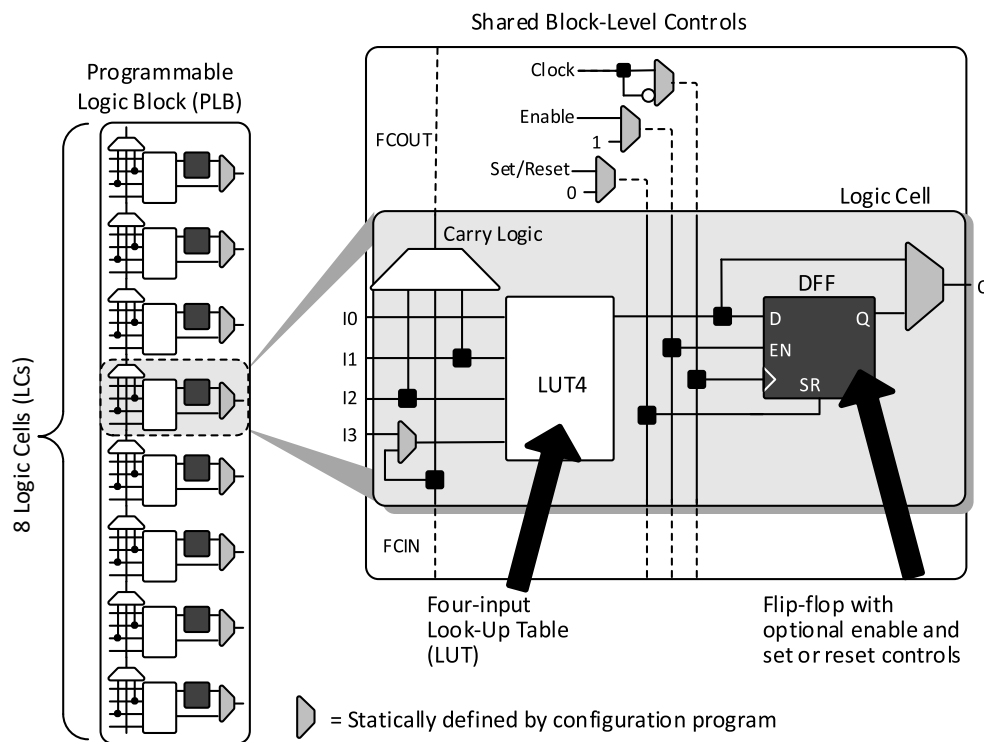 Shared Block-Level Controls
Programmable
Logic Block (PLB)
Clock
Enable
1
FCOUT
Set/Reset
0
Logic Cell
Carry Logic
DFF
I0
D
Q
I1
EN
I2
LUT4
SR
I3
8 Logic Cells (LCs)
FCIN
Four-input
Look-Up Table
(LUT)
Flip-flop with
optional enable and
set or reset controls
= Statically defined by configuration program